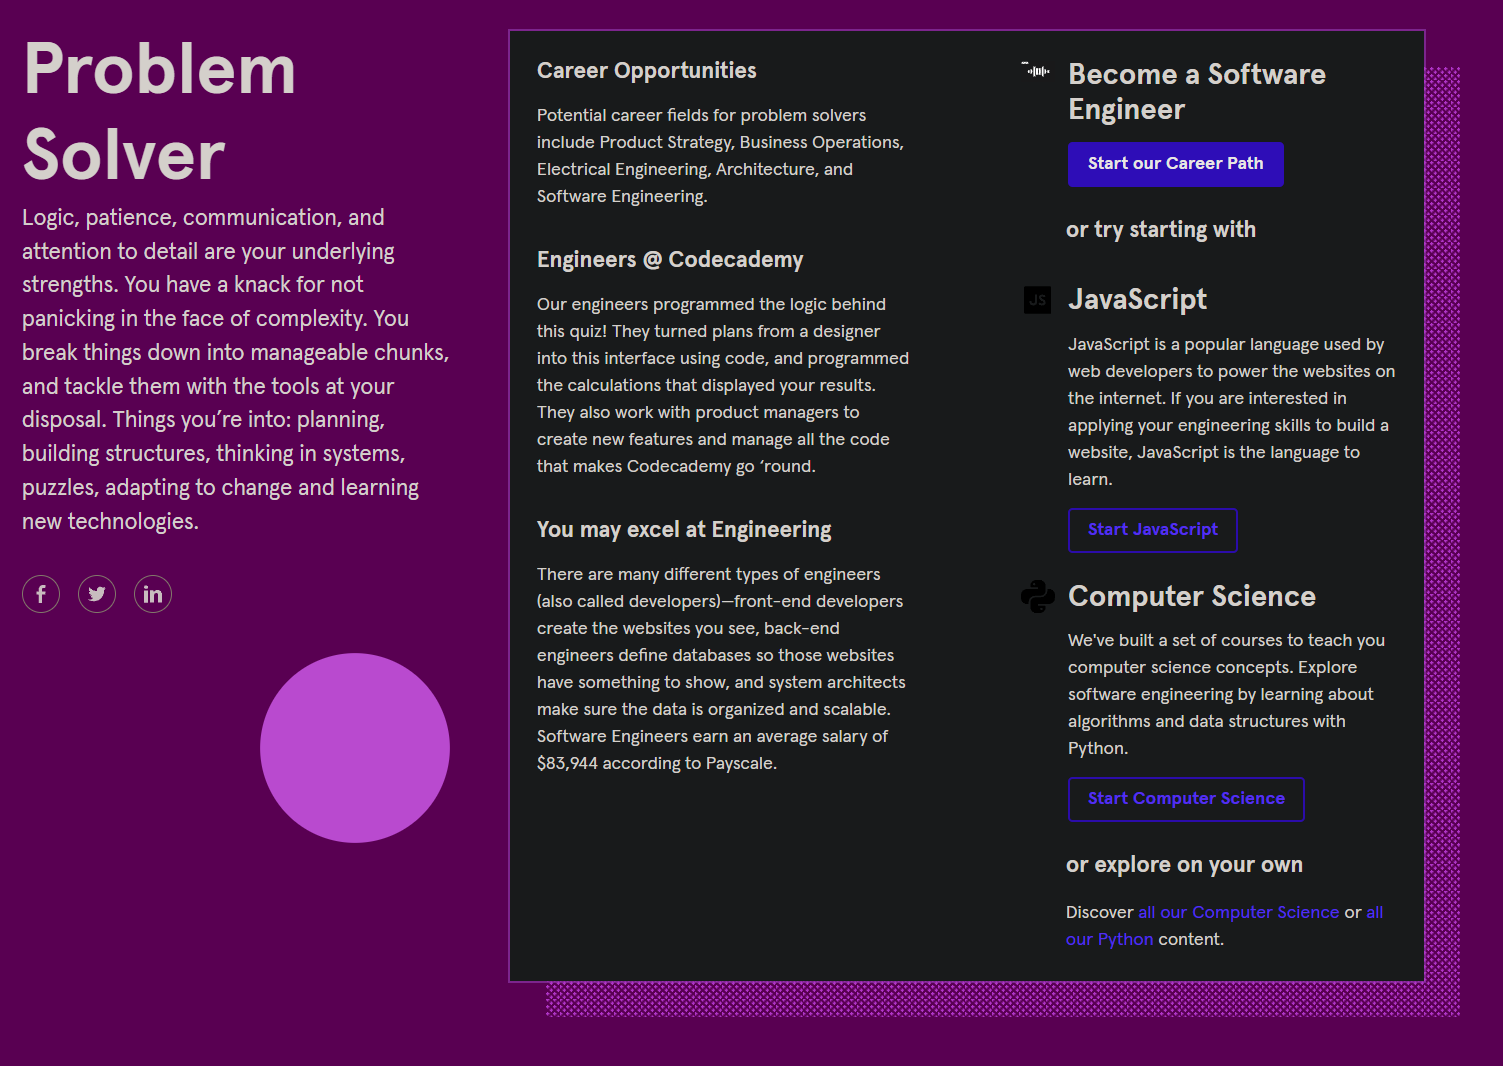 Problem
Solver
Logic, patience, communication, and
attention to detail are your underlying
strengths. You have a knack for not
panicking in the face of complexity. You
break things down into manageable chunks,
and tackle them with the tools at your
disposal. Things you’re into: planning,
building structures, thinking in systems,
puzzles, adapting to change and learning
new technologies.
f
in
Career Opportunities
Potential career fields for problem solvers
include Product Strategy, Business Operations,
Electrical Engineering, Architecture, and
Software Engineering.
Engineers @ Codecademy
Our engineers programmed the logic behind
this quiz! They turned plans from a designer
into this interface using code, and programmed
the calculations that displayed your results.
They also work with product managers to
create new features and manage all the code
that makes Codecademy go ‘round.
You may excel at Engineering
There are many different types of engineers
(also called developers)—front-end developers
create the websites you see, back-end
engineers define databases so those websites
have something to show, and system architects
make sure the data is organized and scalable.
Software Engineers earn an average salary of
$83,944 according to Payscale.
Become a Software
Engineer
Start our Career Path
or try starting with
JS
JavaScript
JavaScript is a popular language used by
web developers to power the websites on
the internet. If you are interested in
applying your engineering skills to build a
website, JavaScript is the language to
learn.
Start JavaScript
Computer Science
We've built a set of courses to teach you
computer science concepts. Explore
software engineering by learning about
algorithms and data structures with
Python.
Start Computer Science
or explore on your own
Discover all our Computer Science or all
our Python content.